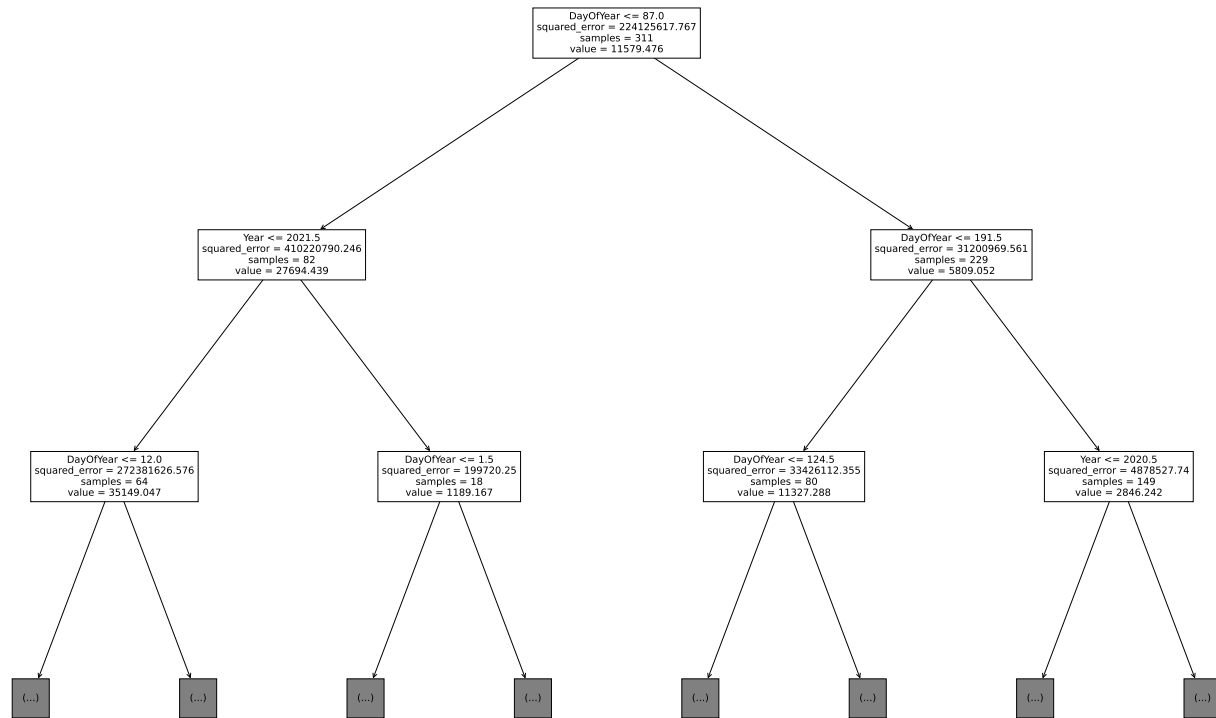 DayOfYear <= 87.0
squared_error = 224125617.767
samples = 311
value = 11579.476
Year <= 2021.5
squared_error = 410220790.246
samples = 82
value = 27694.439
DayOfYear <= 191.5
squared_error = 31200969.561
samples = 229
value = 5809.052
DayOfYear <= 12.0
squared_error = 272381626.576
samples = 64
value = 35149.047
DayOfYear <= 1.5
squared_error = 199720.25
samples = 18
value = 1189.167
DayOfYear <= 124.5
squared_error = 33426112.355
samples = 80
value = 11327.288
Year <= 2020.5
squared_error = 4878527.74
samples = 149
value = 2846.242
(...)
(...)
(...)
(...)
(...)
(...)
(...)
(...)